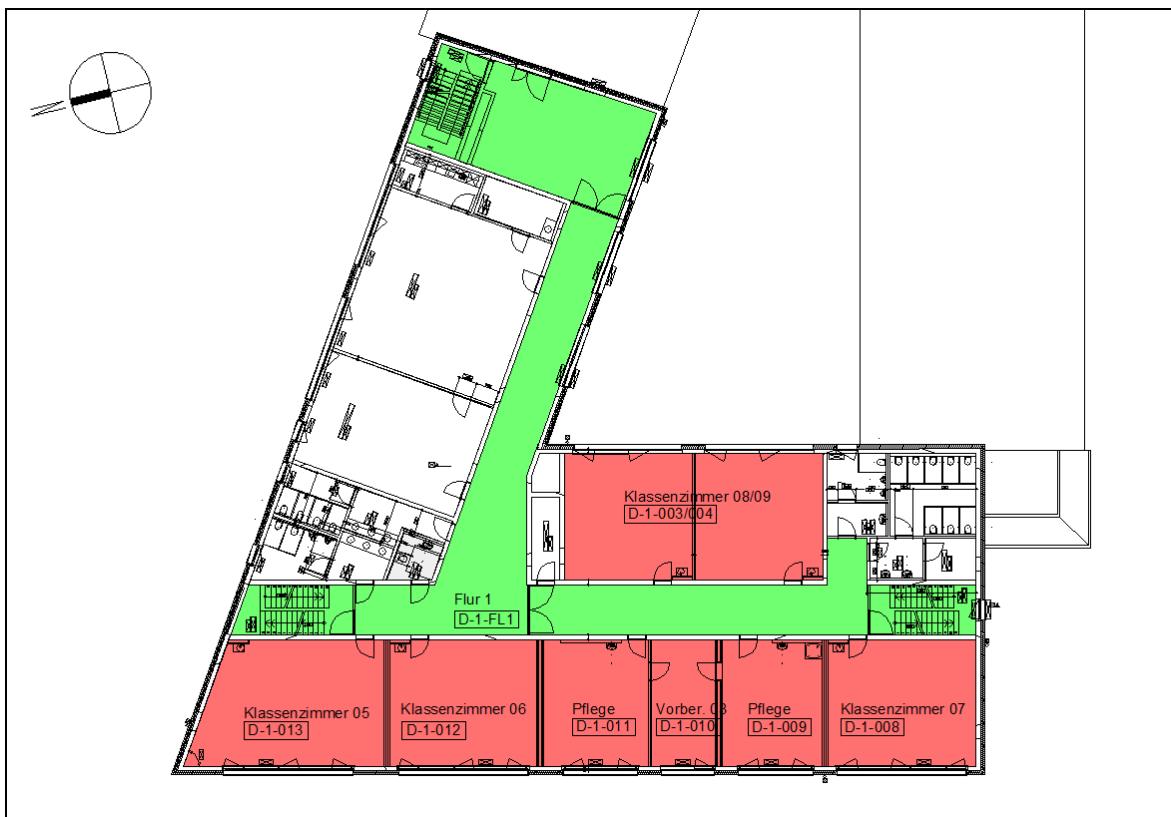 Klassenzimmer 08/09
D-1-003/004
Flur 1
D-1-FL1
Klassenzimmer 05
D-1-013
Klassenzimmer 06
D-1-012
Pflege
D-1-011
Vorber. 03
D-1-010
Pflege
D-1-009
Klassenzimmer 07
D-1-008